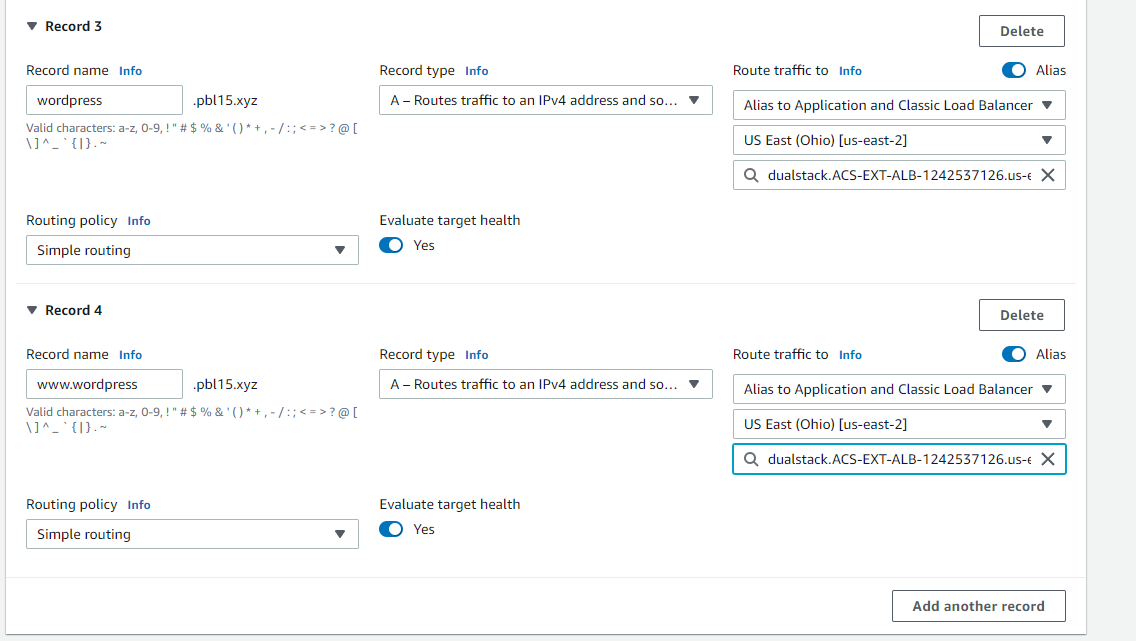 Record 3
Delete
Record name Info
Record type Info
Route traffic to Info
Alias
wordpress
.pbl15.xyz
A – Routes traffic to an IPv4 address and so...
Alias to Application and Classic Load Balancer
Valid characters: a-z, 0-9, ! " # $ % & ' ( ) * + , - / : ; < = > ? @ [
\ ] ^ _ ` { | } . ~
US East (Ohio) [us-east-2]
dualstack.ACS-EXT-ALB-1242537126.us-e
Routing policy Info
Evaluate target health
Simple routing
Yes
Record 4
Delete
Record name Info
Record type Info
Route traffic to Info
Alias
www.wordpress
.pbl15.xyz
A – Routes traffic to an IPv4 address and so...
Alias to Application and Classic Load Balancer
Valid characters: a-z, 0-9, ! " # $ % & ' ( ) * + , - / : ; < = > ? @ [
\ ] ^ _ ` { | } . ~
US East (Ohio) [us-east-2]
dualstack.ACS-EXT-ALB-1242537126.us-e
Routing policy Info
Evaluate target health
Simple routing
Yes
Add another record